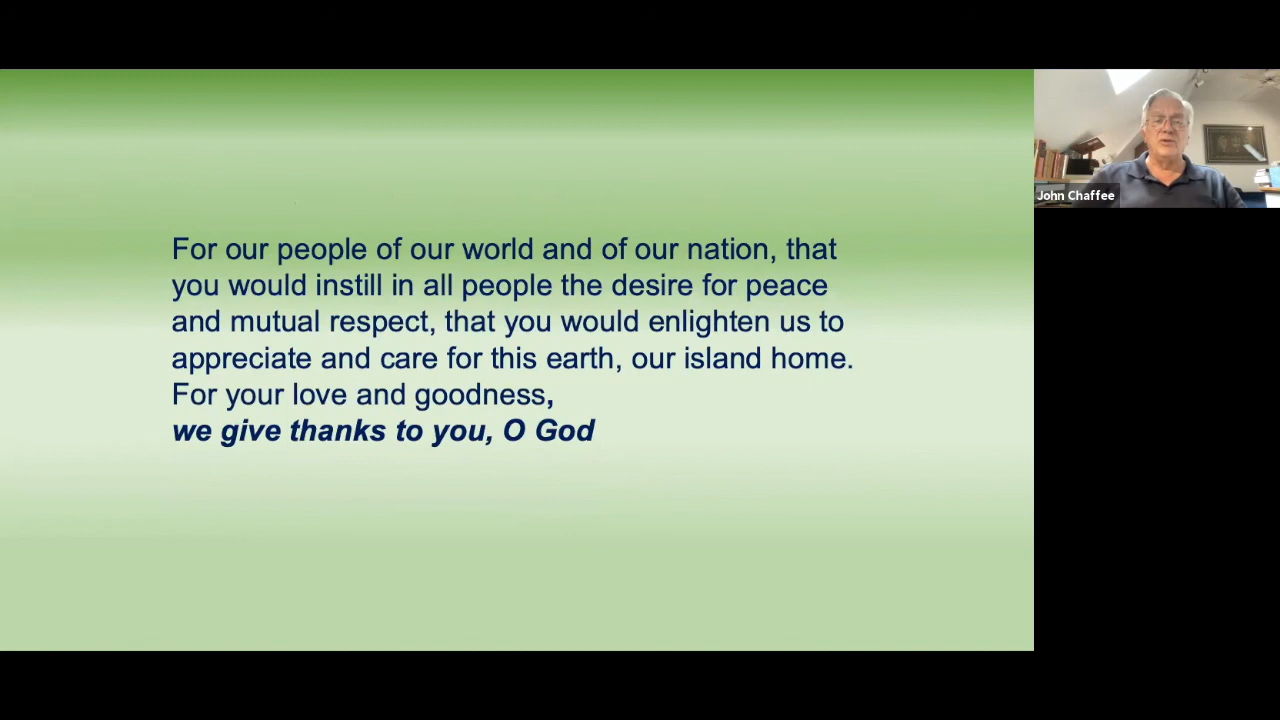 For our people of our world and of our nation, that
you would instill in all people the desire for peace
and mutual respect, that you would enlighten us to
appreciate and care for this earth, our island home.
For your love and goodness,
we give thanks to you, O God
John Chaffee